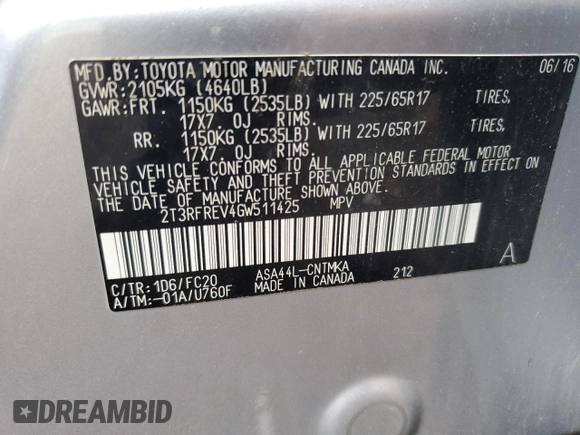 MFD.BY:TOYOTA MOTOR MANUFACTURING CANADA INC. 06/16
GVWR:2105KG (4640LB)
GAWR:FRT. 1150KG (2535LB) WITH 225/65R17 TIRES,
17X7. 0J RIMS.
RR. 1150KG (2535LB) WITH 225/65R17 TIRES,
17X7. 0J RIMS.
THIS VEHICLE CONFORMS TO ALL APPLICABLE FEDERAL MOTOR
VEHICLE SAFETY AND THEFT PREVENTION STANDARDS IN EFFECT ON
THE DATE OF MANUFACTURE SHOWN ABOVE.
2T3RFREV4GW511425 MPV
A
C/TR: 1D6/FC20 ASA44L-CNTMKA 212
A/TM:-01A/U760F MADE IN CANADA
DREAMBID